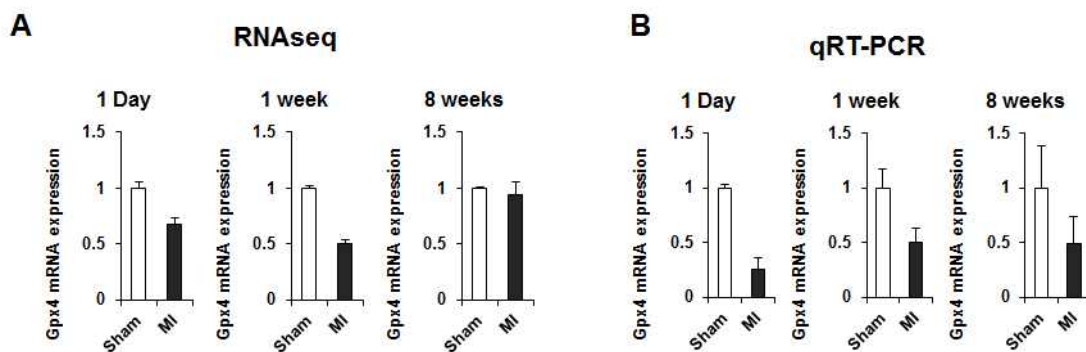 A
RNAseq
1 Day
1 week
8 weeks
Gpx4 mRNA expression
1.5
1
0.5
0
Sham
MI
Gpx4 mRNA expression
1.5
1
0.5
0
Sham
MI
Gpx4 mRNA expression
1.5
1
0.5
0
Sham
MI
B
qRT-PCR
1 Day
1 week
8 weeks
Gpx4 mRNA expression
1.5
1
0.5
0
Sham
MI
Gpx4 mRNA expression
1.5
1
0.5
0
Sham
MI
Gpx4 mRNA expression
1.5
1
0.5
0
Sham
MI